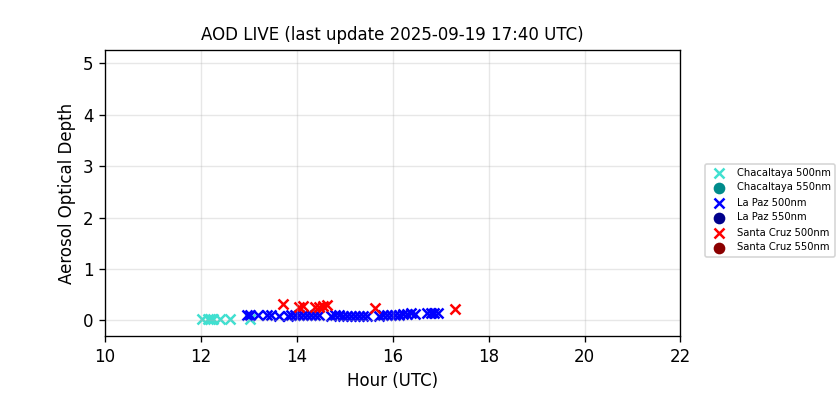 AOD LIVE (last update 2025-09-19 17:40 UTC)
5
4
3
2
1
0
Aerosol Optical Depth
10 12 14 16 18 20 22
Hour (UTC)
Chacaltaya 500nm
Chacaltaya 550nm
La Paz 500nm
La Paz 550nm
Santa Cruz 500nm
Santa Cruz 550nm